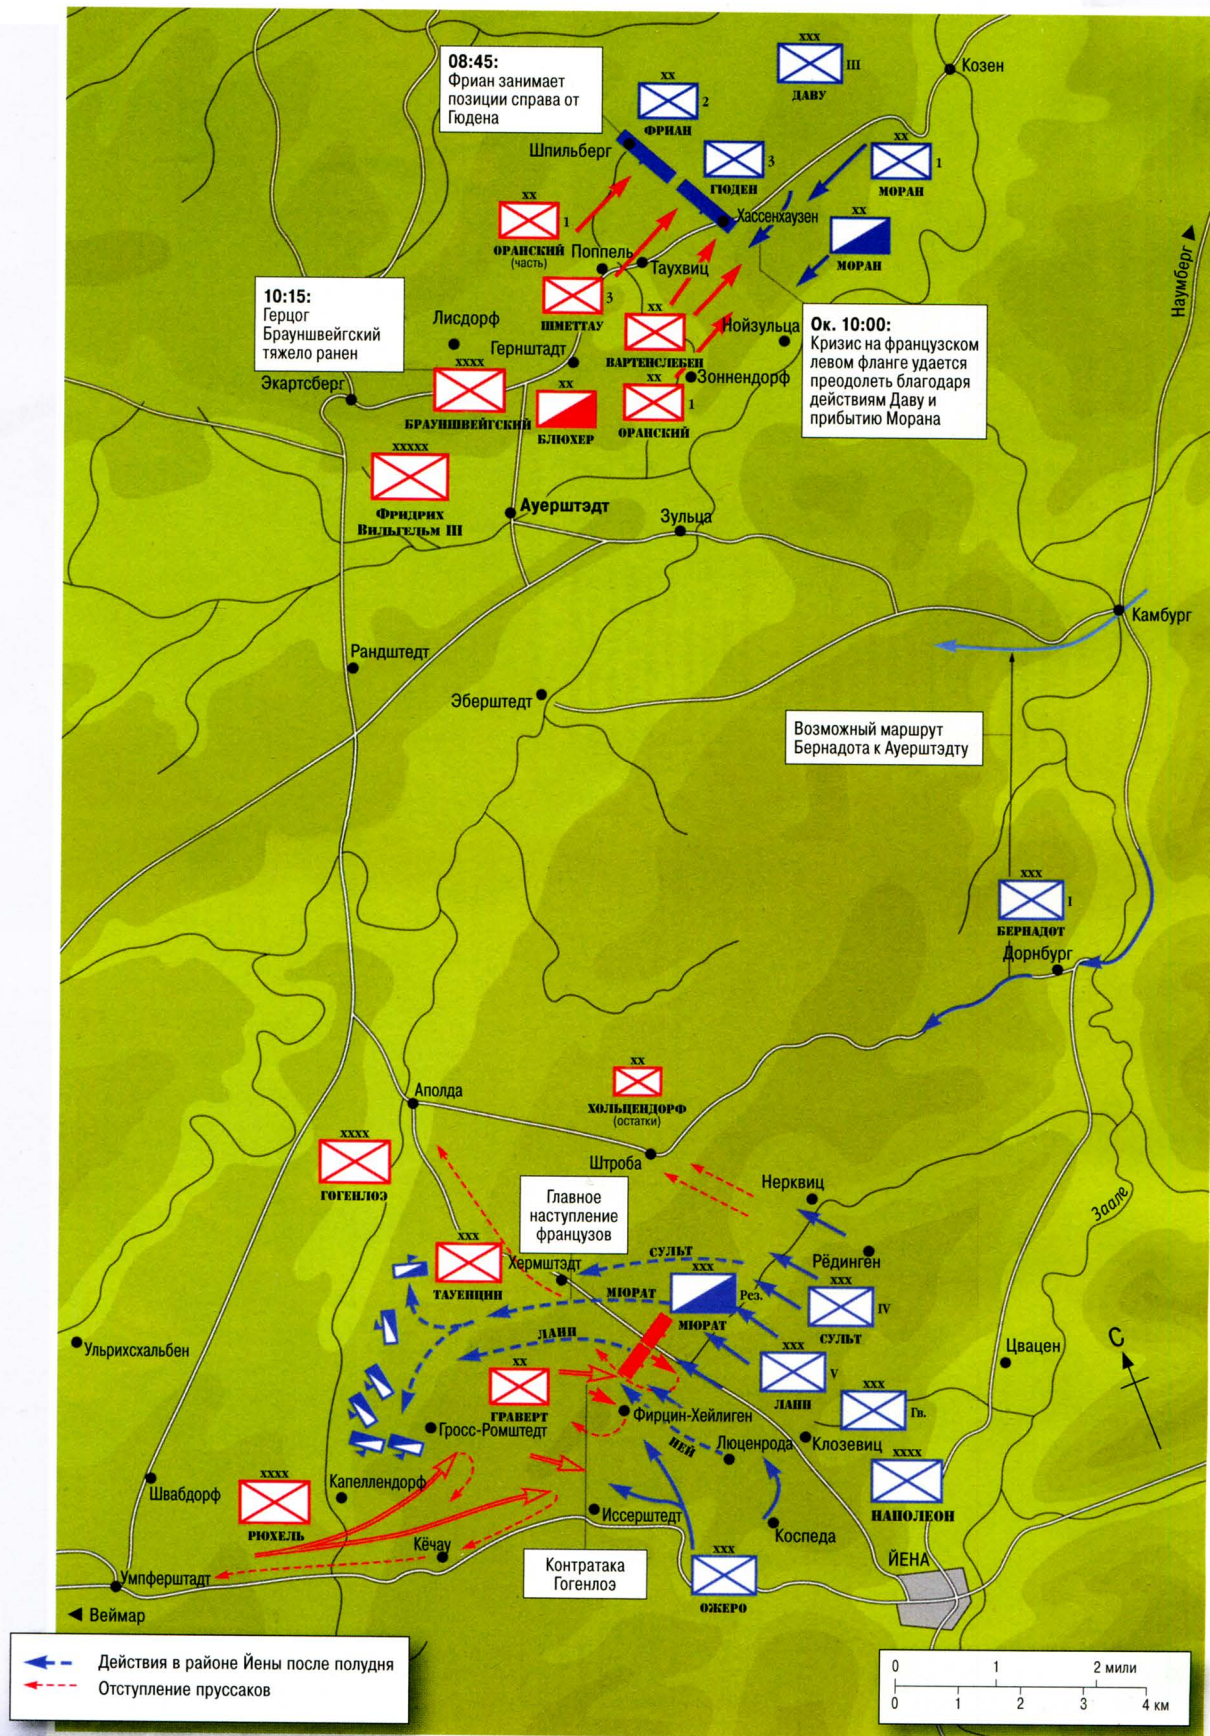 XXX
III
ДАВУ
Козен
08:45:
Фриан занимает
позиции справа от
Гюдена
XX
2
ФРИАН
Шпильберг
3
ГЮДЕН
1
МОРАН
XX
МОРАН
Хассенхаузен
Наумберг
XX
1
ОРАНСКИЙ
(часть)
Поппель
Таухвиц
3
ШМЕТТАУ
10:15:
Герцог
Брауншвейгский
тяжело ранен
Лисдорф
Гернштадт
ВАРТЕНСЛЕБЕН
Нойзульца
Зоннендорф
Ок. 10:00:
Кризис на французском
левом фланге удается
преодолеть благодаря
действиям Даву и
прибытию Морана
Экартсберг
XXXX
БРАУНШВЕЙГСКИЙ
XX
БЛЮХЕР
XX
1
ОРАНСКИЙ
XXXXX
ФРИДРИХ
ВИЛЬГЕЛЬМ III
Ауерштэдт
Зульца
Камбург
Рандштедт
Эберштедт
Возможный маршрут
Бернадота к Ауерштэдту
XXX
I
БЕРНАДОТ
Дорнбург
Аполда
XX
ХОЛЬЦЕНДОРФ
(остатки)
XXXX
ГОГЕНЛОЭ
Штроба
Нерквиц
Заале
Главное
наступление
французов
Рёдинген
XXX
ТАУЕНЦИН
Хермштэдт
СУЛЬТ
МЮРАТ
XXX
Рез.
МЮРАТ
XXX
IV
СУЛЬТ
ЛАНН
Ульрихсхальбен
Цвацен
С
XXX
V
ЛАНН
XX
ГРАВЕРТ
XXX
Гв.
Фирцин-Хейлиген
Гросс-Ромштедт
НЕЙ
Люценрода
Клозевиц
Швабдорф
Капеллендорф
XXXX
РЮХЕЛЬ
XXXX
НАПОЛЕОН
Иссерштедт
Коспеда
Кёчау
Контратака
Гогенлоэ
XXX
ОЖЕРО
ЙЕНА
Умпферштадт
Веймар
Действия в районе Йены после полудня
Отступление пруссаков
0 1 2 мили
0 1 2 3 4 км